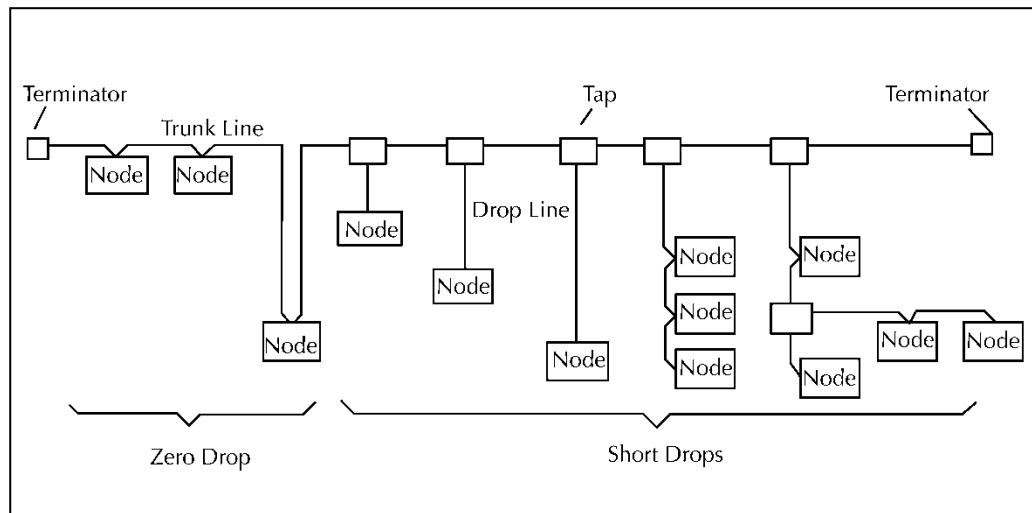 Terminator
Tap
Terminator
Trunk Line
Node
Node
Drop Line
Node
Node
Node
Node
Node
Node
Node
Node
Node
Node
Node
Node
Zero Drop
Short Drops